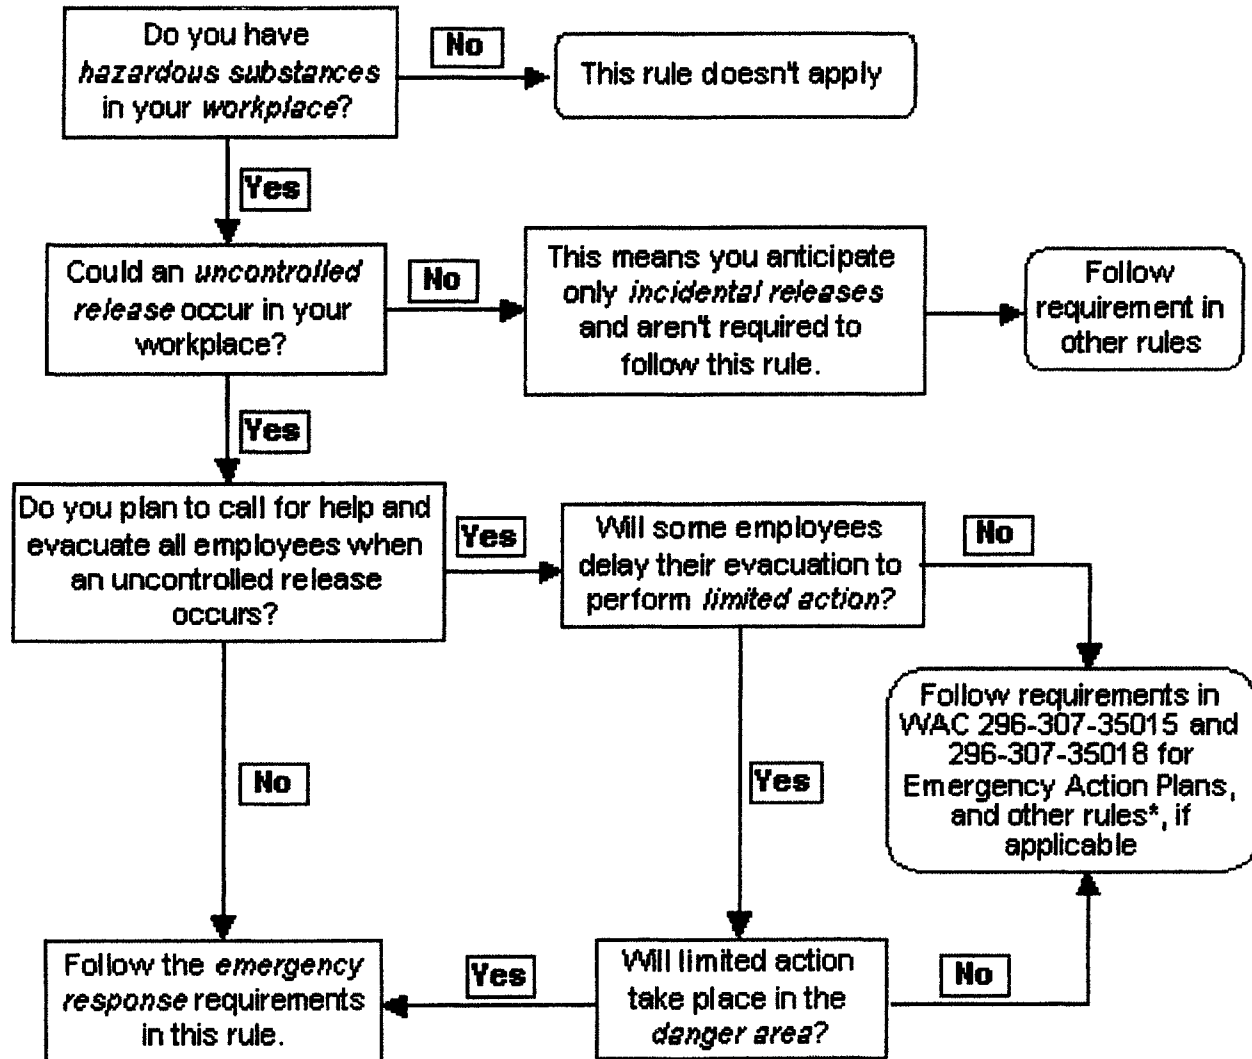 Do you have
hazardous substances
in your workplace?
No
This rule doesn't apply
Yes
Could an uncontrolled
release occur in your
workplace?
No
This means you anticipate
only incidental releases
and aren't required to
follow this rule.
Follow
requirement in
other rules
Yes
Do you plan to call for help and
evacuate all employees when
an uncontrolled release
occurs?
Yes
Will some employees
delay their evacuation to
perform limited action?
No
Follow requirements in
WAC 296-307-35015 and
296-307-35018 for
Emergency Action Plans,
and other rules*, if
applicable
No
Yes
Follow the emergency
response requirements
in this rule.
Yes
Will limited action
take place in the
danger area?
No